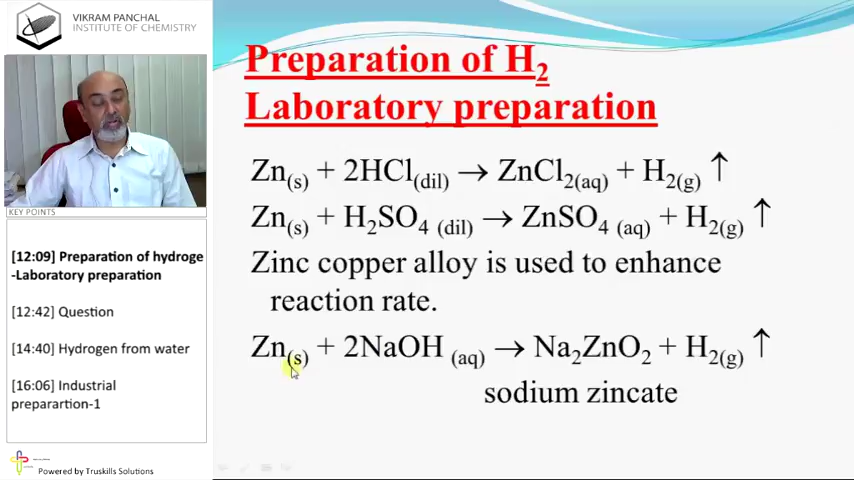 VIKRAM PANCHAL
INSTITUTE OF CHEMISTRY
KEY POINTS
[12:09] Preparation of hydroge
-Laboratory preparation
[12:42] Question
[14:40] Hydrogen from water
[16:06] Industrial
preparartion-1
Powered by Truskills Solutions
Preparation of H₂
Laboratory preparation
Zn(s) + 2HCl(dil) → ZnCl₂(aq) + H₂(g) ↑
Zn(s) + H₂SO₄ (dil) → ZnSO₄ (aq) + H₂(g) ↑
Zinc copper alloy is used to enhance
reaction rate.
Zn(s) + 2NaOH (aq) → Na₂ZnO₂ + H₂(g) ↑
sodium zincate